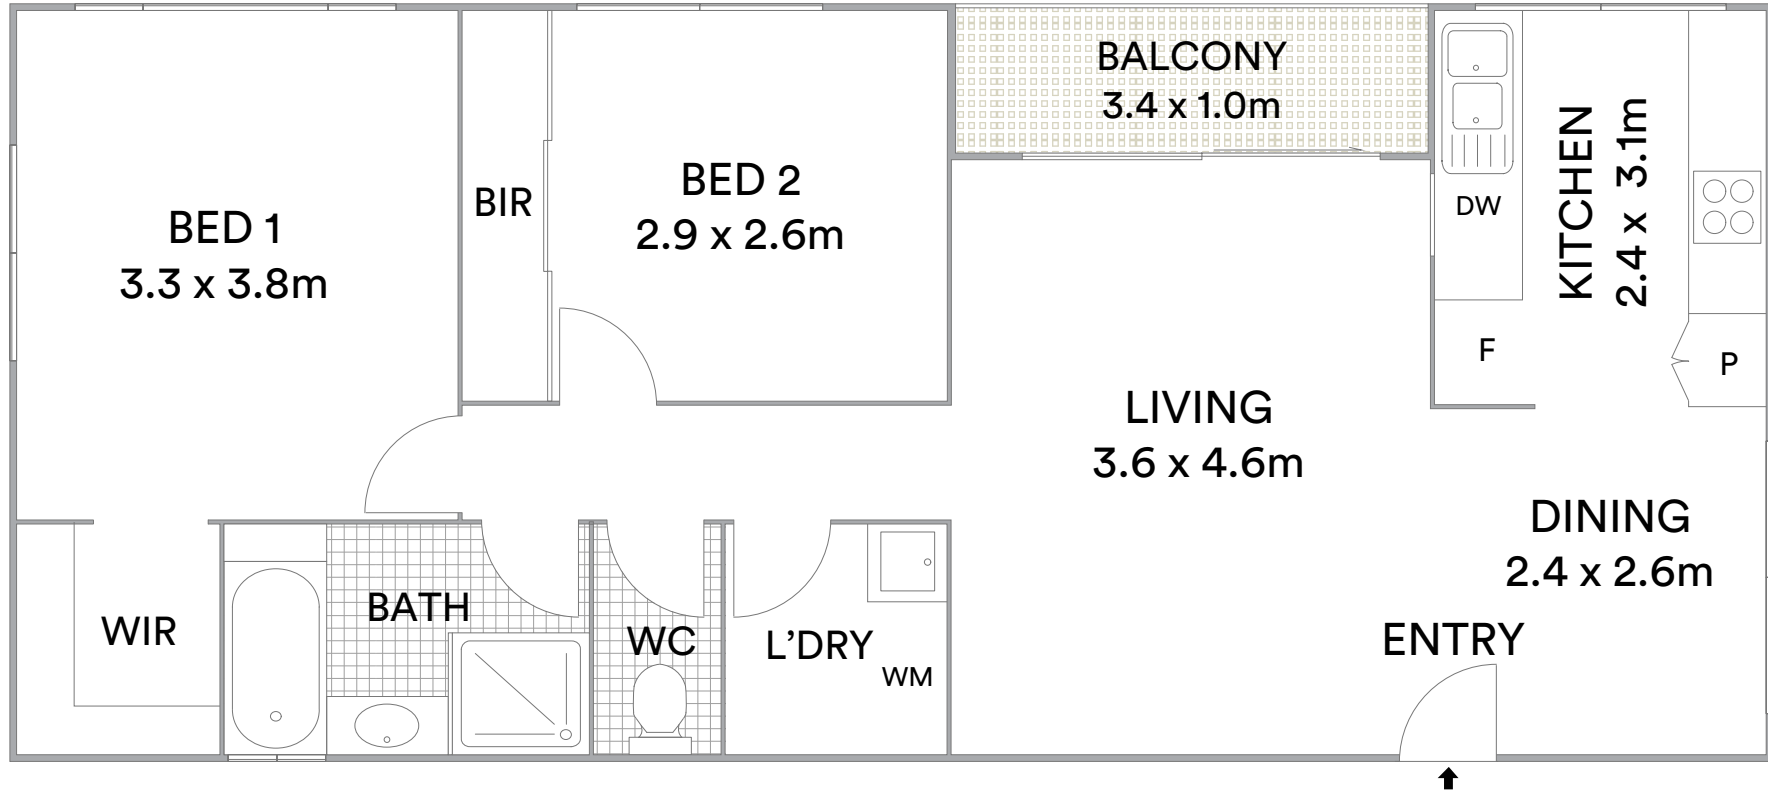 BED 1
3.3 x 3.8m
BIR
BED 2
2.9 x 2.6m
BALCONY
3.4 x 1.0m
DW
KITCHEN
2.4 x 3.1m
F
P
LIVING
3.6 x 4.6m
DINING
2.4 x 2.6m
ENTRY
WIR
BATH
WC
L'DRY
WM